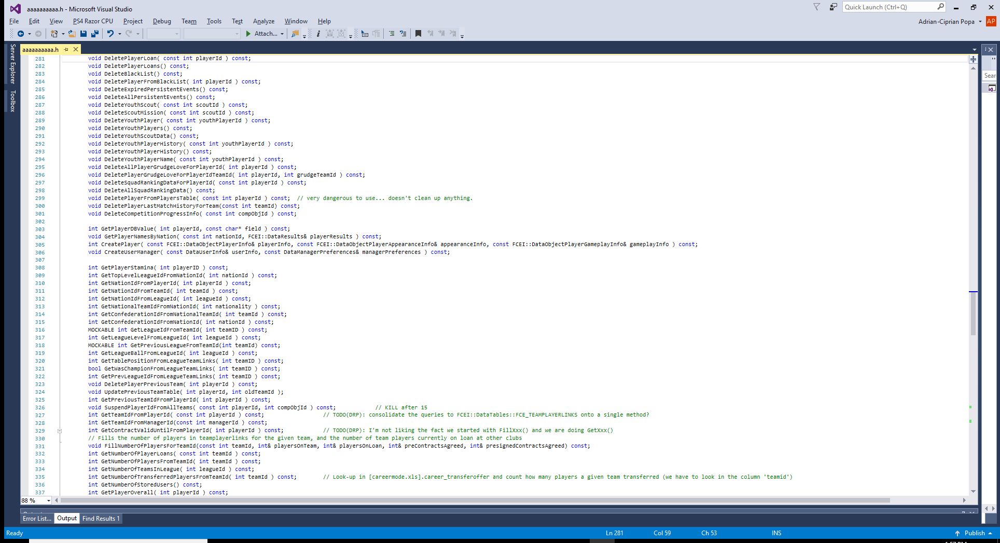 aaaaaaaaaa.h - Microsoft Visual Studio
Quick Launch (Ctrl+Q)
File Edit View PS4 Razor CPU Project Debug Team Tools Test Analyze Window Help
Adrian-Ciprian Popa AP
Attach...
Server Explorer
Toolbox
aaaaaaaaaa.h
Sear
281 void DeletePlayerLoan( const int playerId ) const;
282 void DeletePlayerLoans() const;
283 void DeleteBlackList() const;
284 void DeletePlayerFromBlackList( int playerId ) const;
285 void DeleteExpiredPersistentEvents() const;
286 void DeleteAllPersistentEvents() const;
287 void DeleteYouthScout( const int scoutId ) const;
288 void DeleteScoutMission( const int scoutId ) const;
289 void DeleteYouthPlayer( const int youthPlayerId ) const;
290 void DeleteYouthPlayers() const;
291 void DeleteYouthScoutData() const;
292 void DeleteYouthPlayerHistory( const int youthPlayerId ) const;
293 void DeleteYouthPlayerHistory() const;
294 void DeleteYouthPlayerName( const int youthPlayerId ) const;
295 void DeleteAllPlayerGrudgeLoveForPlayerId( int playerId ) const;
296 void DeletePlayerGrudgeLoveForPlayerIdTeamId( int playerId, int grudgeTeamId ) const;
297 void DeleteSquadRankingDataForPlayerId( const int playerId ) const;
298 void DeleteAllSquadRankingData() const;
299 void DeletePlayerFromPlayersTable( const int playerId ) const; // very dangerous to use... doesn't clean up anything.
300 void DeletePlayerLastMatchHistoryForTeam(const int teamId) const;
301 void DeleteCompetitionProgressInfo( const int compObjId ) const;
302
303 int GetPlayerDBValue( int playerId, const char* field ) const;
304 void GetPlayerNamesByNation( const int nationId, FCEI::DataResults& playerResults ) const;
305 int CreatePlayer( const FCEI::DataObjectPlayerInfo& playerInfo, const FCEI::DataObjectPlayerAppearanceInfo& appearanceInfo, const FCEI::DataObjectPlayerGameplayInfo& gameplayInfo ) const;
306 void CreateUserManager( const DataUserInfo& userInfo, const DataManagerPreferences& managerPreferences ) const;
307
308 int GetPlayerStamina( int playerID ) const;
309 int GetTopLevelLeagueIdFromNationId( int nationId ) const;
310 int GetNationIdFromPlayerId( int playerId ) const;
311 int GetNationIdFromTeamId( int teamId ) const;
312 int GetNationIdFromLeagueId( int leagueId ) const;
313 int GetNationalTeamIdFromNationId( int nationality ) const;
314 int GetConfederationIdFromNationalTeamId( int teamId ) const;
315 int GetConfederationIdFromNationId( int nationId ) const;
316 MOCKABLE int GetLeagueIdFromTeamId( int teamID ) const;
317 int GetLeagueLevelFromLeagueId( int leagueId ) const;
318 MOCKABLE int GetPreviousLeagueFromTeamId(int teamId) const;
319 int GetLeagueBallFromLeagueId( int leagueId ) const;
320 int GetTablePositionFromLeagueTeamLinks( int teamID ) const;
321 bool GetWasChampionFromLeagueTeamLinks( int teamID ) const;
322 int GetPrevLeagueIdFromLeagueTeamLinks( int teamID ) const;
323 void DeletePlayerPreviousTeam( int playerId ) const;
324 void UpdatePreviousTeamTable( int playerId, int oldTeamId );
325 int GetPreviousTeamIdFromPlayerId( int playerId ) const;
326 void SuspendPlayerIdFromAllTeams( const int playerId, int compObjId ) const; // KILL after 15
327 int GetTeamIdFromPlayerId( const int playerId ) const; // TODO(DRP): consolidate the queries to FCEI::DataTables::FCE_TEAMPLAYERLINKS onto a single method?
328 int GetTeamIdFromManagerId(const int managerId ) const;
329 int GetContractValidUntilFromPlayerId( int playerId ) const; // TODO(DRP): I'm not liking the fact we started with FillXxx() and we are doing GetXxx()
330 // Fills the number of players in teamplayerlinks for the given team, and the number of team players currently on loan at other clubs
331 void FillNumberOfPlayersForTeamId(const int teamId, int& playersOnTeam, int& playersOnLoan, int& preContractsAgreed, int& presignedContractsAgreed) const;
332 int GetNumberOfPlayerLoans( const int teamId ) const;
333 int GetNumberOfPlayersFromTeamId( int teamId ) const;
334 int GetNumberOfTeamsInLeague( int leagueId ) const;
335 int GetNumberOfTransferredPlayersFromTeamId( int teamId ) const; // Look-up in [careermode.xls].career_transferoffer and count how many players a given team transferred (we have to look in the column 'teamid')
336 int GetNumberOfStoredUsers() const;
337 int GetPlayerOverall( int playerId ) const;
88 %
Error List... Output Find Results 1
Ready Ln 281 Col 59 Ch 53 INS Publish